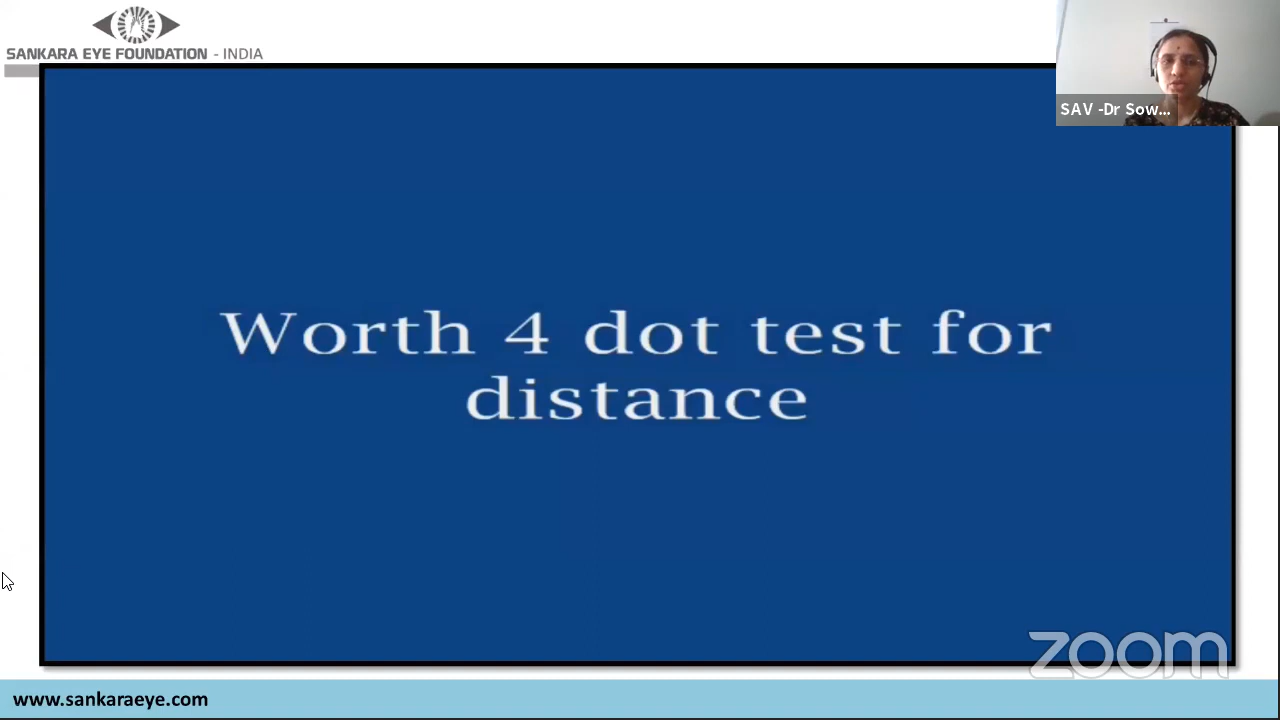 SANKARA EYE FOUNDATION - INDIA
SAV -Dr Sow...
Worth 4 dot test for
distance
zoom
www.sankaraeye.com